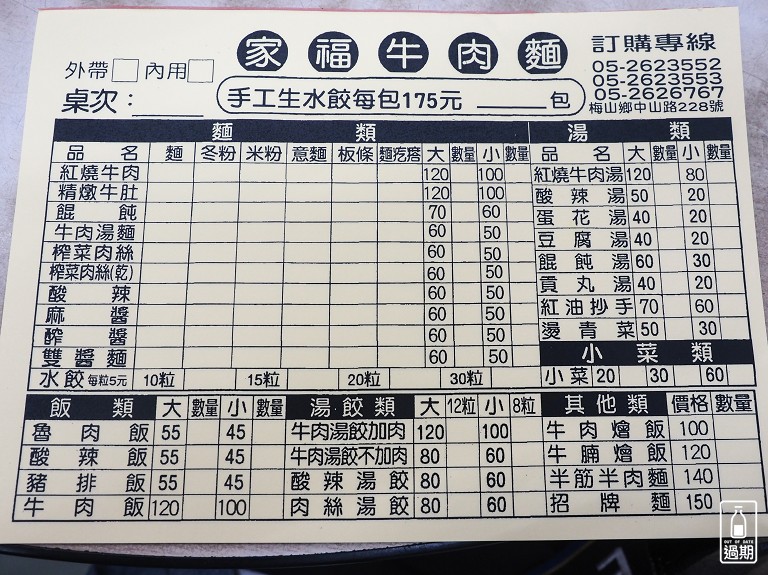 家福牛肉麵
訂購專線
05-2623552
05-2623553
05-2626767
梅山鄉中山路228號
外帶 內用
桌次：
手工生水餃每包175元 包
麵類
品名 麵 冬粉 米粉 意麵 板條 麵疙瘩 大 數量 小 數量
紅燒牛肉 120 100
精燉牛肚 120 100
餛飩 70 60
牛肉湯麵 60 50
榨菜肉絲 60 50
榨菜肉絲(乾) 60 50
酸辣 60 50
麻醬 60 50
醡醬 60 50
雙醬麵 60 50
水餃 每粒5元 10粒 15粒 20粒 30粒
湯類
品名 大 數量 小 數量
紅燒牛肉湯 120 80
酸辣湯 50 20
蛋花湯 40 20
豆腐湯 40 20
餛飩湯 60 30
貢丸湯 40 20
紅油抄手 70 60
燙青菜 50 30
小菜類
小菜 20 30 60
飯類 大 數量 小 數量
魯肉飯 55 45
酸辣飯 55 45
豬排飯 55 45
牛肉飯 120 100
湯餃類 大 12粒 小 8粒
牛肉湯餃加肉 120 100
牛肉湯餃不加肉 80 60
酸辣湯餃 80 60
肉絲湯餃 80 60
其他類 價格 數量
牛肉燴飯 100
牛腩燴飯 120
半筋半肉麵 140
招牌麵 150
OUT OF DATE
過期